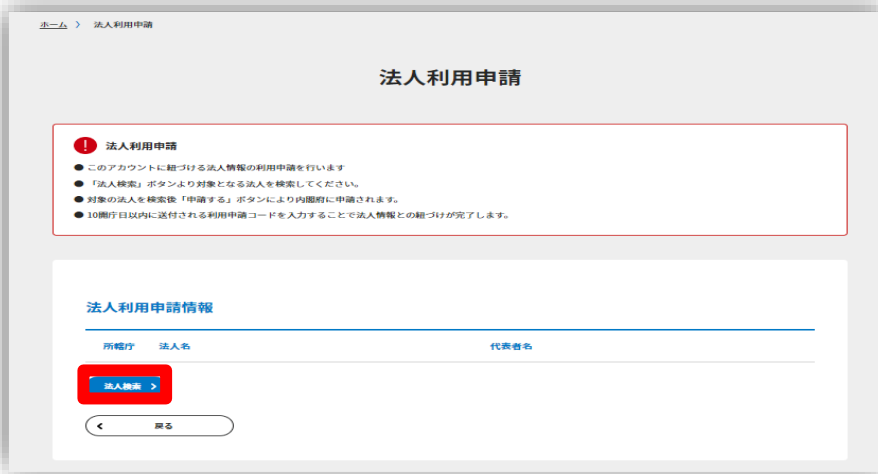 ホーム > 法人利用申請
法人利用申請
! 法人利用申請
● このアカウントに紐づける法人情報の利用申請を行います
● 「法人検索」ボタンより対象となる法人を検索してください。
● 対象の法人を検索後「申請する」ボタンにより内閣府に申請されます。
● 10開庁日以内に送付される利用申請コードを入力することで法人情報との紐づけが完了します。
法人利用申請情報
所轄庁 法人名 代表者名
法人検索 >
< 戻る